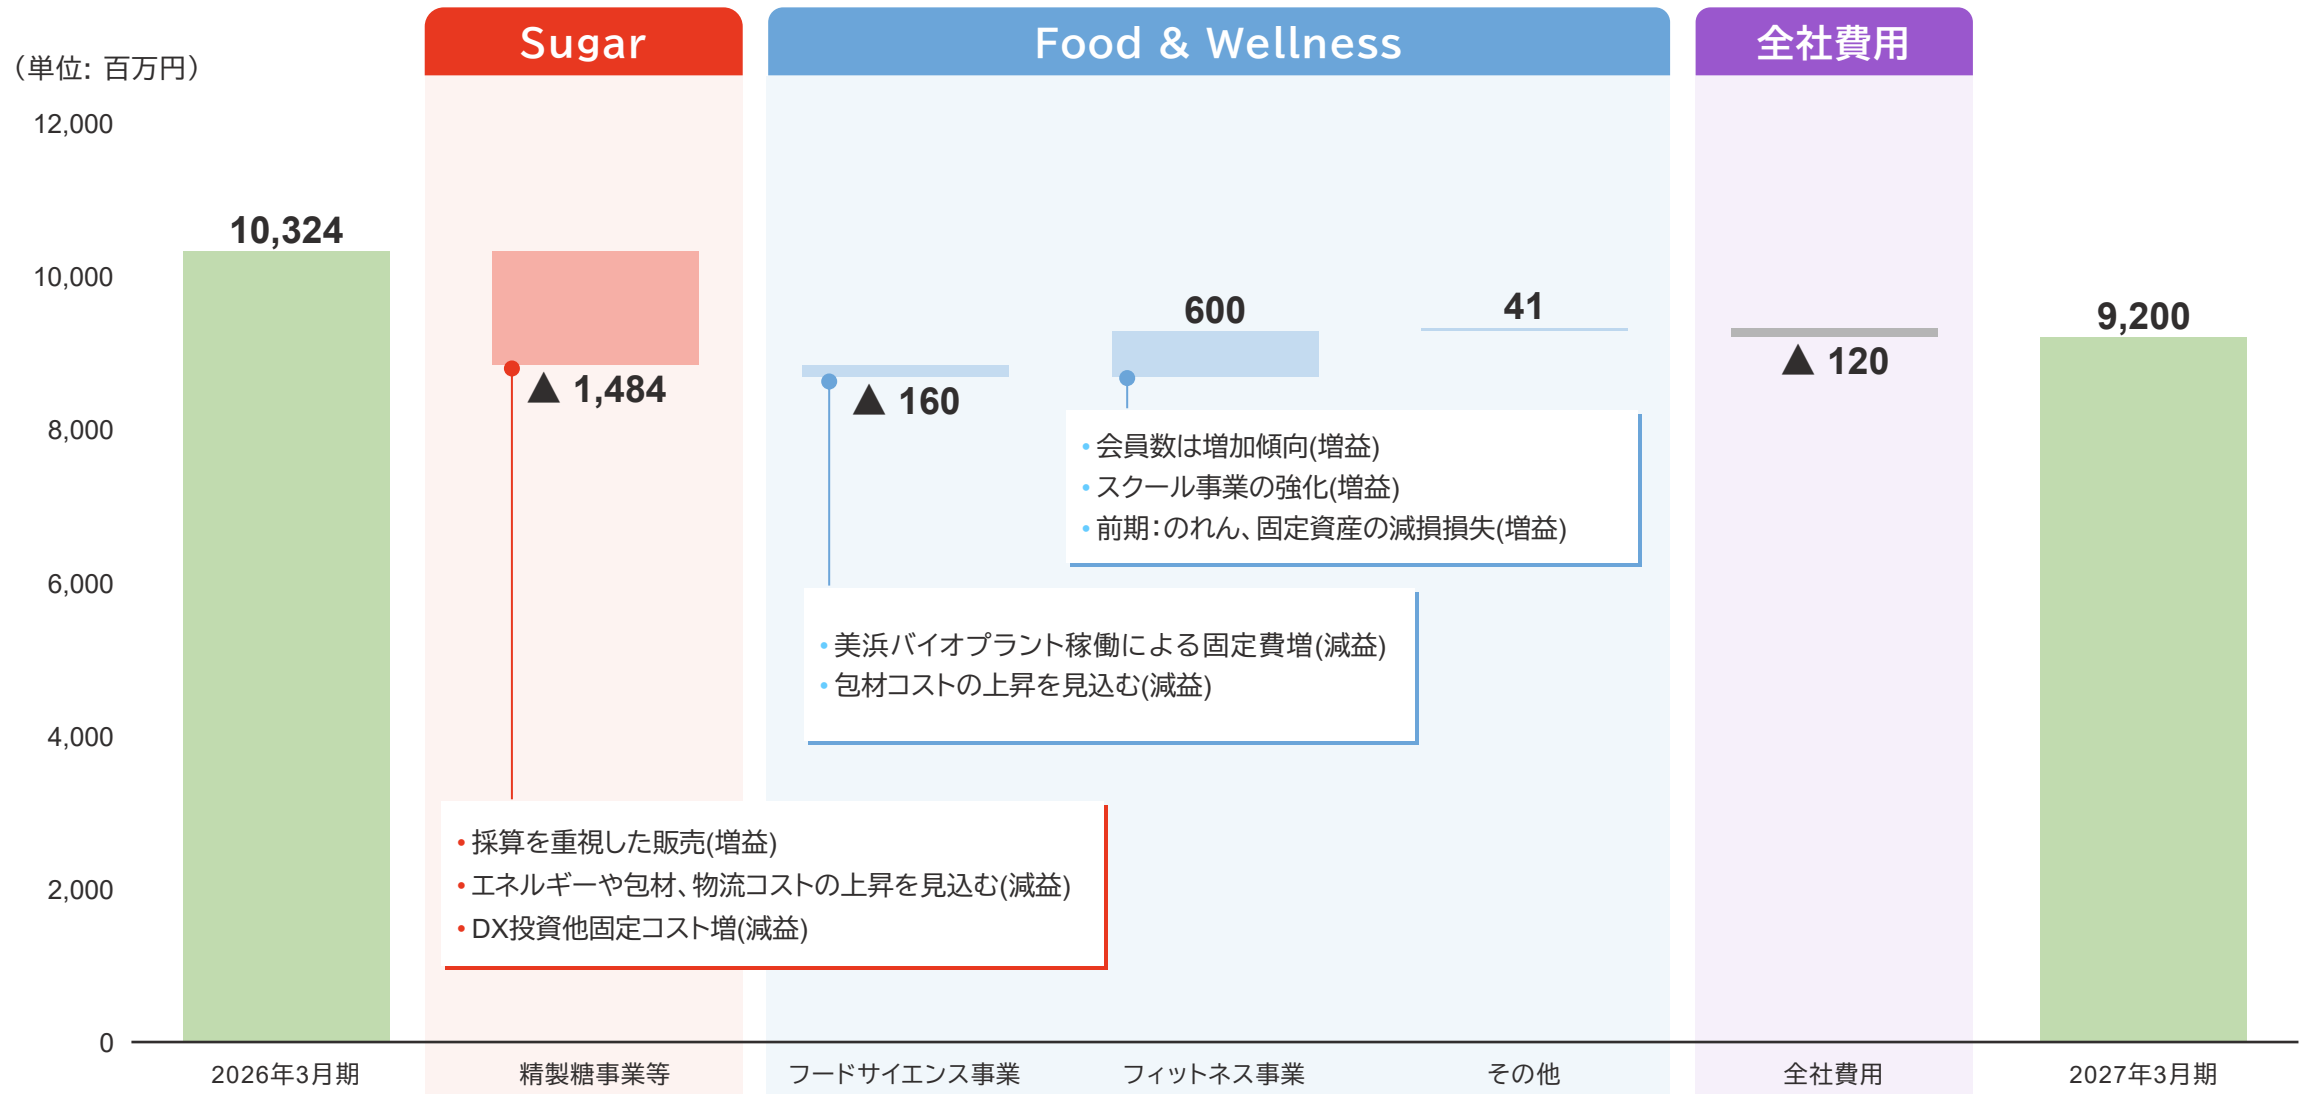 Sugar
Food & Wellness
全社費用
（単位: 百万円）
12,000
10,000
8,000
6,000
4,000
2,000
0
10,324
▲ 1,484
▲ 160
600
41
▲ 120
9,200
• 会員数は増加傾向(増益)
• スクール事業の強化(増益)
• 前期：のれん、固定資産の減損損失(増益)
• 美浜バイオプラント稼働による固定費増(減益)
• 包材コストの上昇を見込む(減益)
• 採算を重視した販売(増益)
• エネルギーや包材、物流コストの上昇を見込む(減益)
• DX投資他固定コスト増(減益)
2026年3月期
精製糖事業等
フードサイエンス事業
フィットネス事業
その他
全社費用
2027年3月期